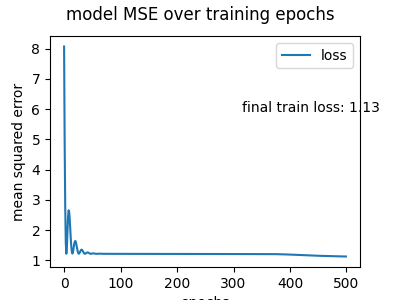 model MSE over training epochs
8
7
6
5
4
3
2
1
mean squared error
loss
final train loss: 1.13
0
100
200
300
400
500
epochs